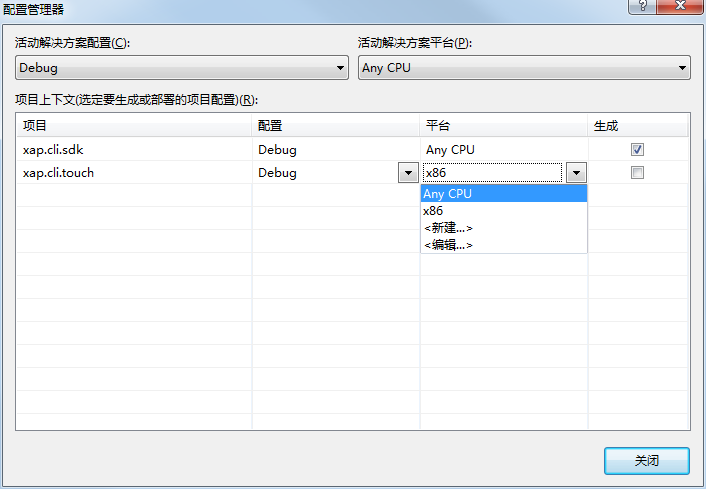 配置管理器
活动解决方案配置(C):
活动解决方案平台(P):
Debug
Any CPU
项目上下文(选定要生成或部署的项目配置)(R):
项目 配置 平台 生成
xap.cli.sdk Debug Any CPU
xap.cli.touch Debug x86
Any CPU
x86
<新建...>
<编辑...>
关闭